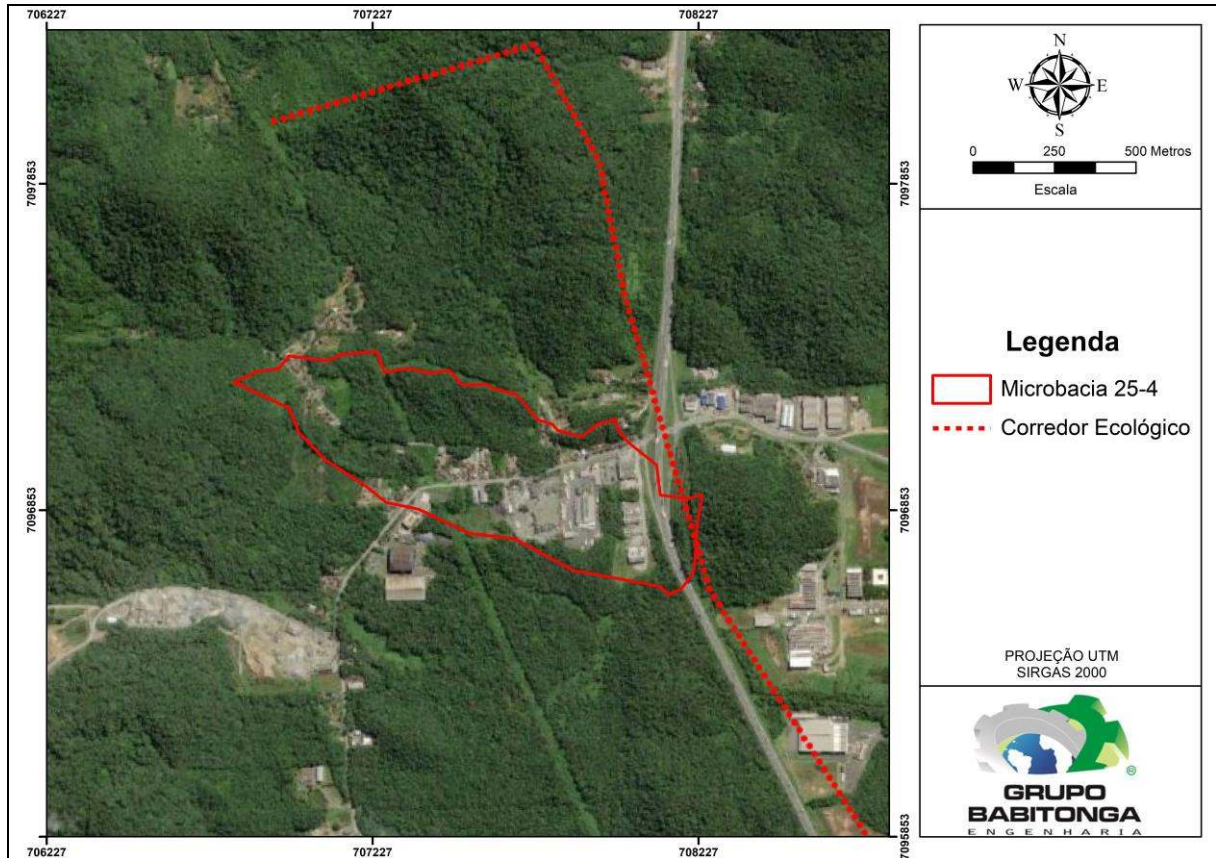 706227
707227
708227
7097853
7097853
7096853
7096853
7095853
706227
707227
708227
N
W
E
S
0 250 500 Metros
Escala
Legenda
Microbacia 25-4
Corredor Ecológico
PROJEÇÃO UTM
SIRGAS 2000
®
GRUPO
BABITONGA
ENGENHARIA